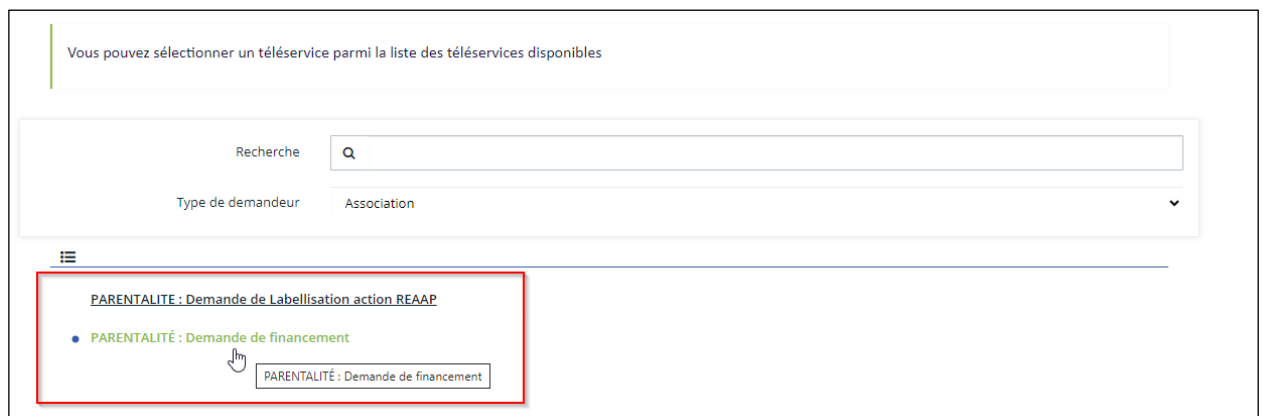 Vous pouvez sélectionner un téléservice parmi la liste des téléservices disponibles
Recherche
Type de demandeur Association
PARENTALITE : Demande de Labellisation action REAAP
PARENTALITÉ : Demande de financement
PARENTALITÉ : Demande de financement